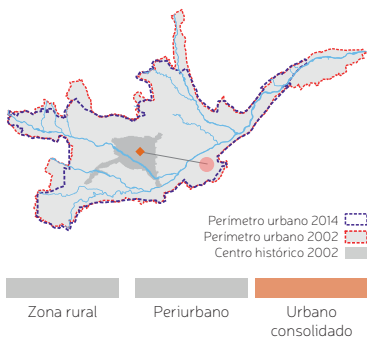 Perímetro urbano 2014
Perímetro urbano 2002
Centro histórico 2002
Zona rural
Periurbano
Urbano
consolidado